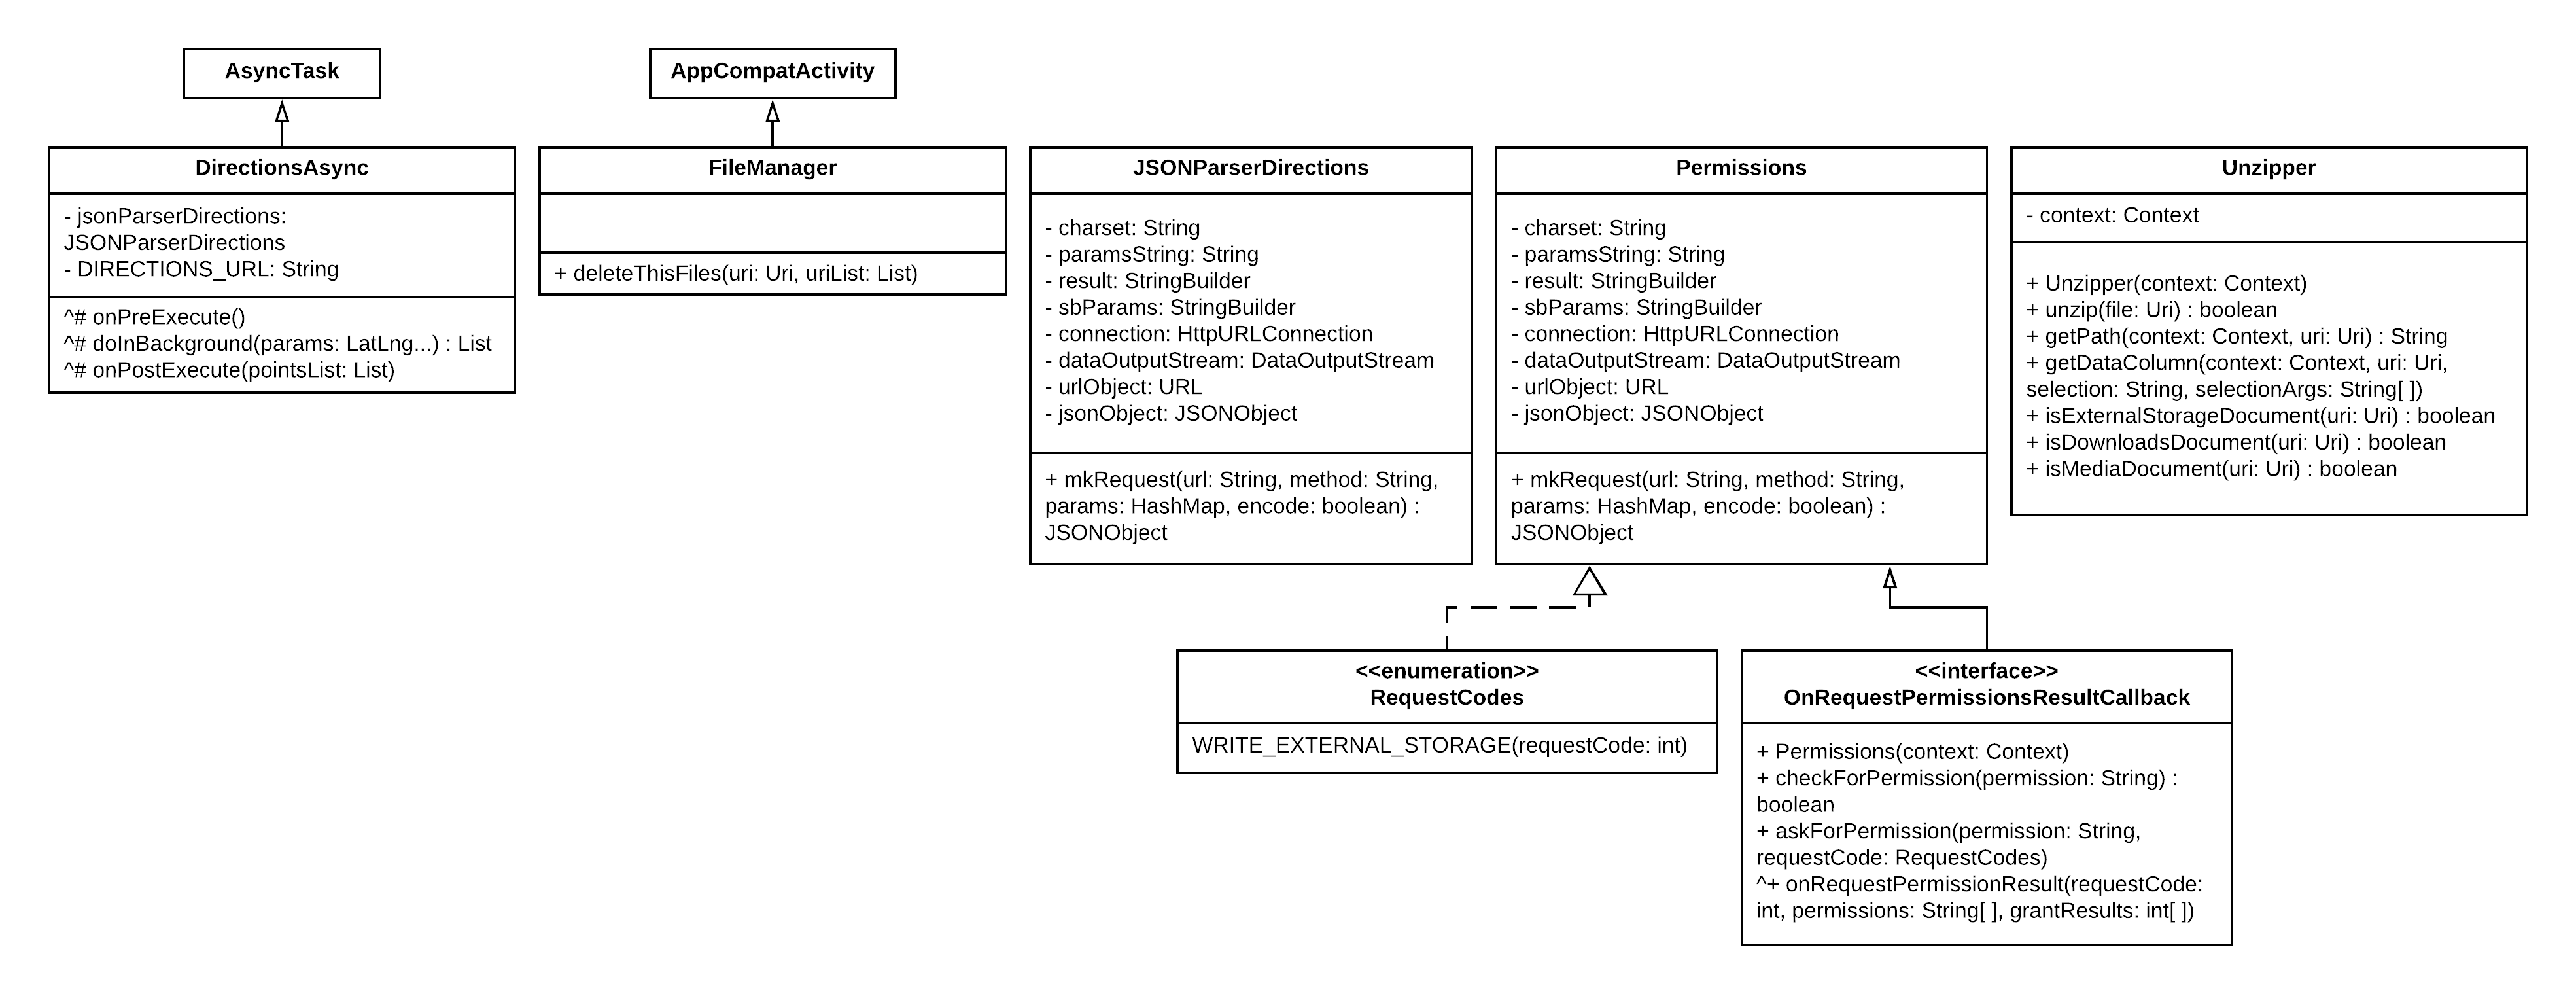 AsyncTask
AppCompatActivity
DirectionsAsync
- jsonParserDirections:
JSONParserDirections
- DIRECTIONS_URL: String
^# onPreExecute()
^# doInBackground(params: LatLng...) : List
^# onPostExecute(pointsList: List)
FileManager
+ deleteThisFiles(uri: Uri, uriList: List)
JSONParserDirections
- charset: String
- paramsString: String
- result: StringBuilder
- sbParams: StringBuilder
- connection: HttpURLConnection
- dataOutputStream: DataOutputStream
- urlObject: URL
- jsonObject: JSONObject
+ mkRequest(url: String, method: String,
params: HashMap, encode: boolean) :
JSONObject
Permissions
- charset: String
- paramsString: String
- result: StringBuilder
- sbParams: StringBuilder
- connection: HttpURLConnection
- dataOutputStream: DataOutputStream
- urlObject: URL
- jsonObject: JSONObject
+ mkRequest(url: String, method: String,
params: HashMap, encode: boolean) :
JSONObject
Unzipper
- context: Context
+ Unzipper(context: Context)
+ unzip(file: Uri) : boolean
+ getPath(context: Context, uri: Uri) : String
+ getDataColumn(context: Context, uri: Uri,
selection: String, selectionArgs: String[ ])
+ isExternalStorageDocument(uri: Uri) : boolean
+ isDownloadsDocument(uri: Uri) : boolean
+ isMediaDocument(uri: Uri) : boolean
<<enumeration>>
RequestCodes
WRITE_EXTERNAL_STORAGE(requestCode: int)
<<interface>>
OnRequestPermissionsResultCallback
+ Permissions(context: Context)
+ checkForPermission(permission: String) :
boolean
+ askForPermission(permission: String,
requestCode: RequestCodes)
^+ onRequestPermissionResult(requestCode:
int, permissions: String[ ], grantResults: int[ ])